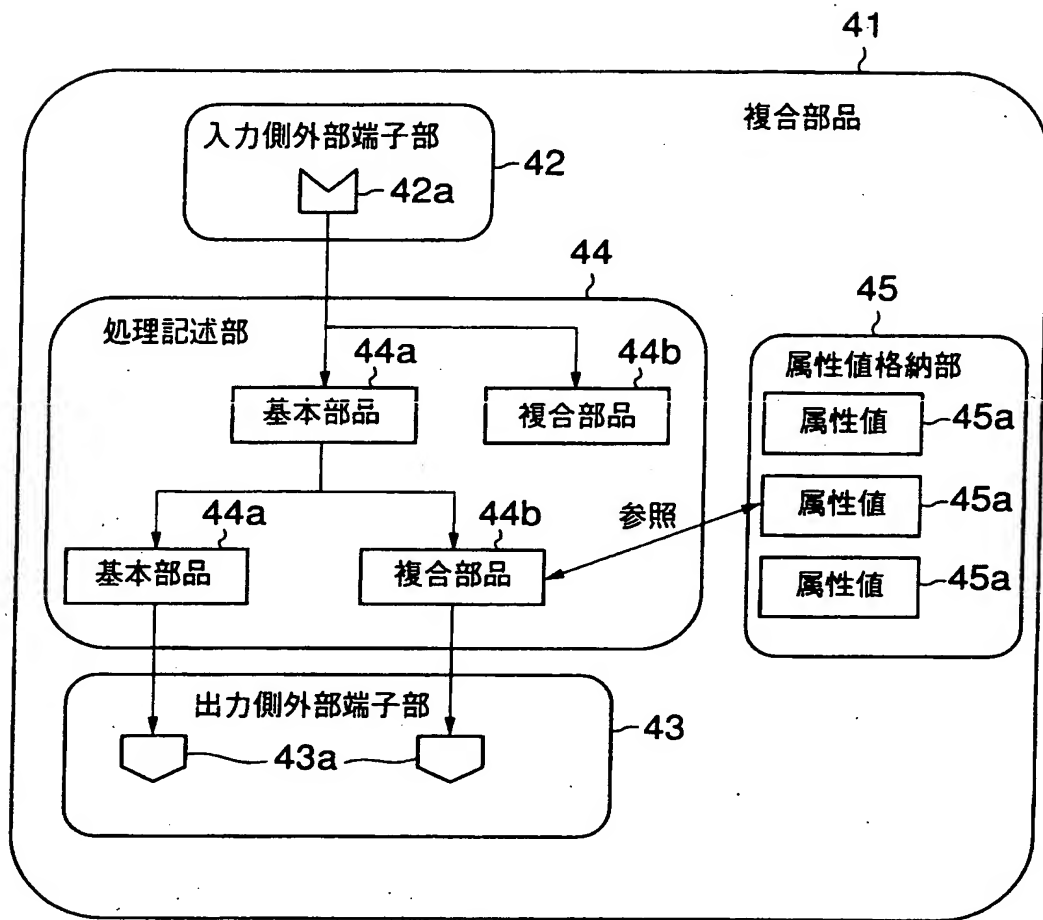 41
複合部品
入力側外部端子部
42
42a
44
処理記述部
44a
基本部品
44b
複合部品
44a
基本部品
44b
複合部品
参照
45
属性値格納部
属性値
45a
属性値
45a
属性値
45a
出力側外部端子部
43a
43